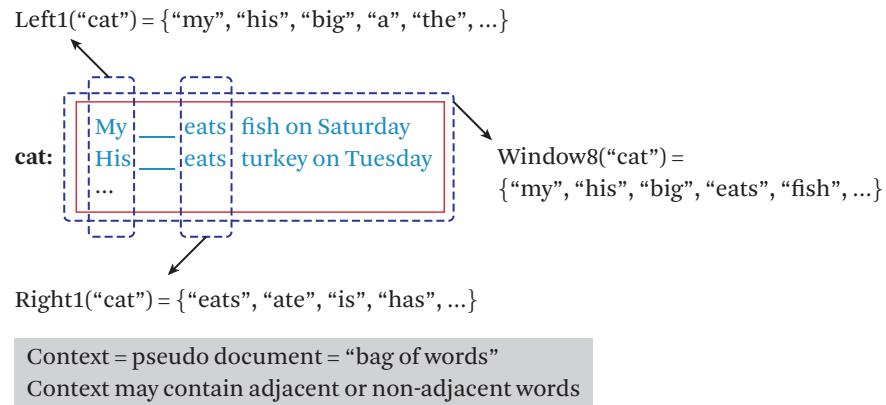 Left1(“cat”) = {“my”, “his”, “big”, “a”, “the”, ...}
My ___ eats fish on Saturday
cat: His ___ eats turkey on Tuesday
...
Window8(“cat”) =
{“my”, “his”, “big”, “eats”, “fish”, ...}
Right1(“cat”) = {“eats”, “ate”, “is”, “has”, ...}
Context = pseudo document = “bag of words”
Context may contain adjacent or non-adjacent words